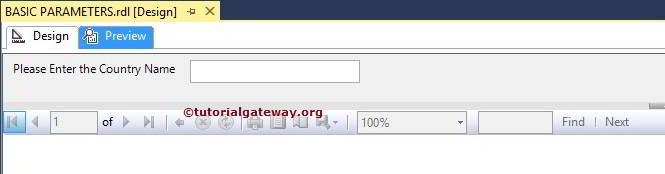 BASIC PARAMETERS.rdl [Design]
Design Preview
Please Enter the Country Name
©tutorialgateway.org
1 of 100% Find | Next